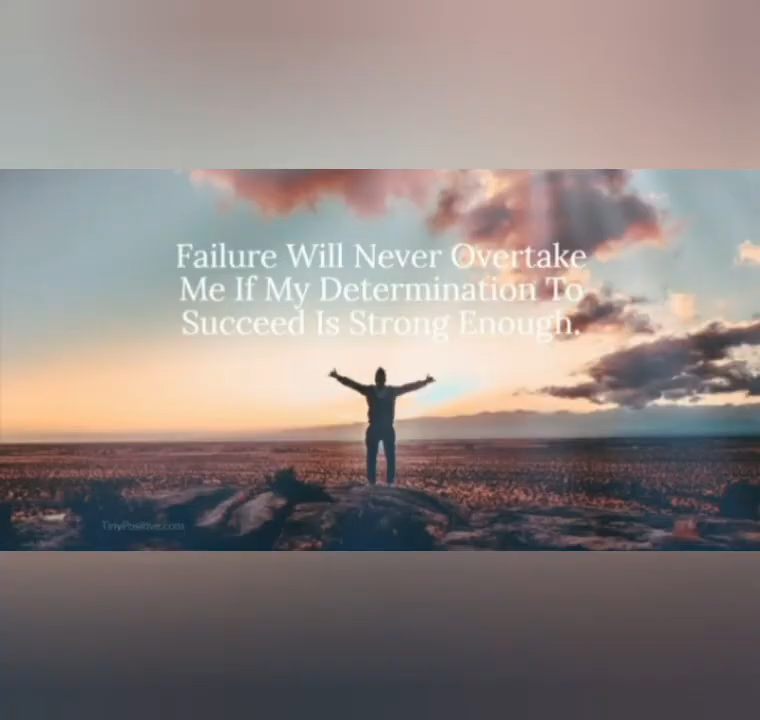 Failure Will Never Overtake
Me If My Determination To
Succeed Is Strong Enough.
TinyPositive.com